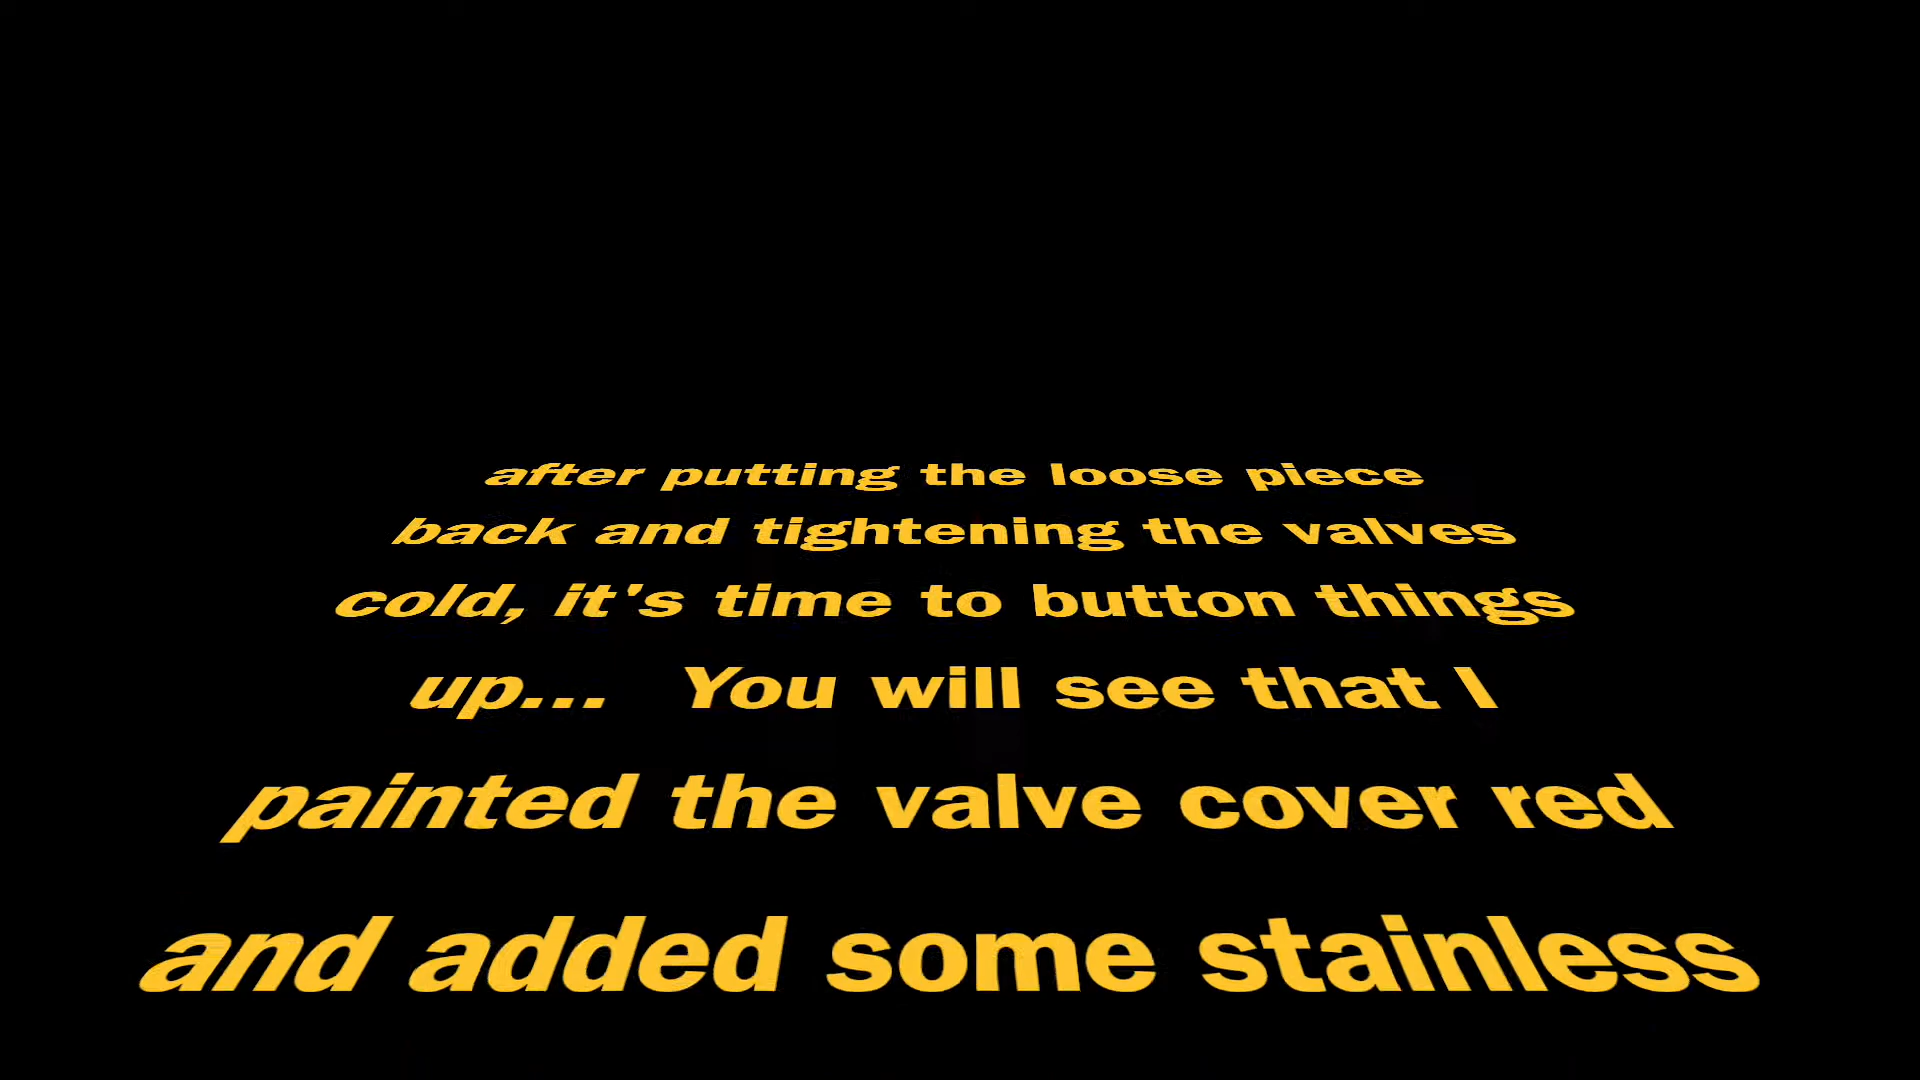 after putting the loose piece
back and tightening the valves
cold, it's time to button things
up... You will see that I
painted the valve cover red
and added some stainless